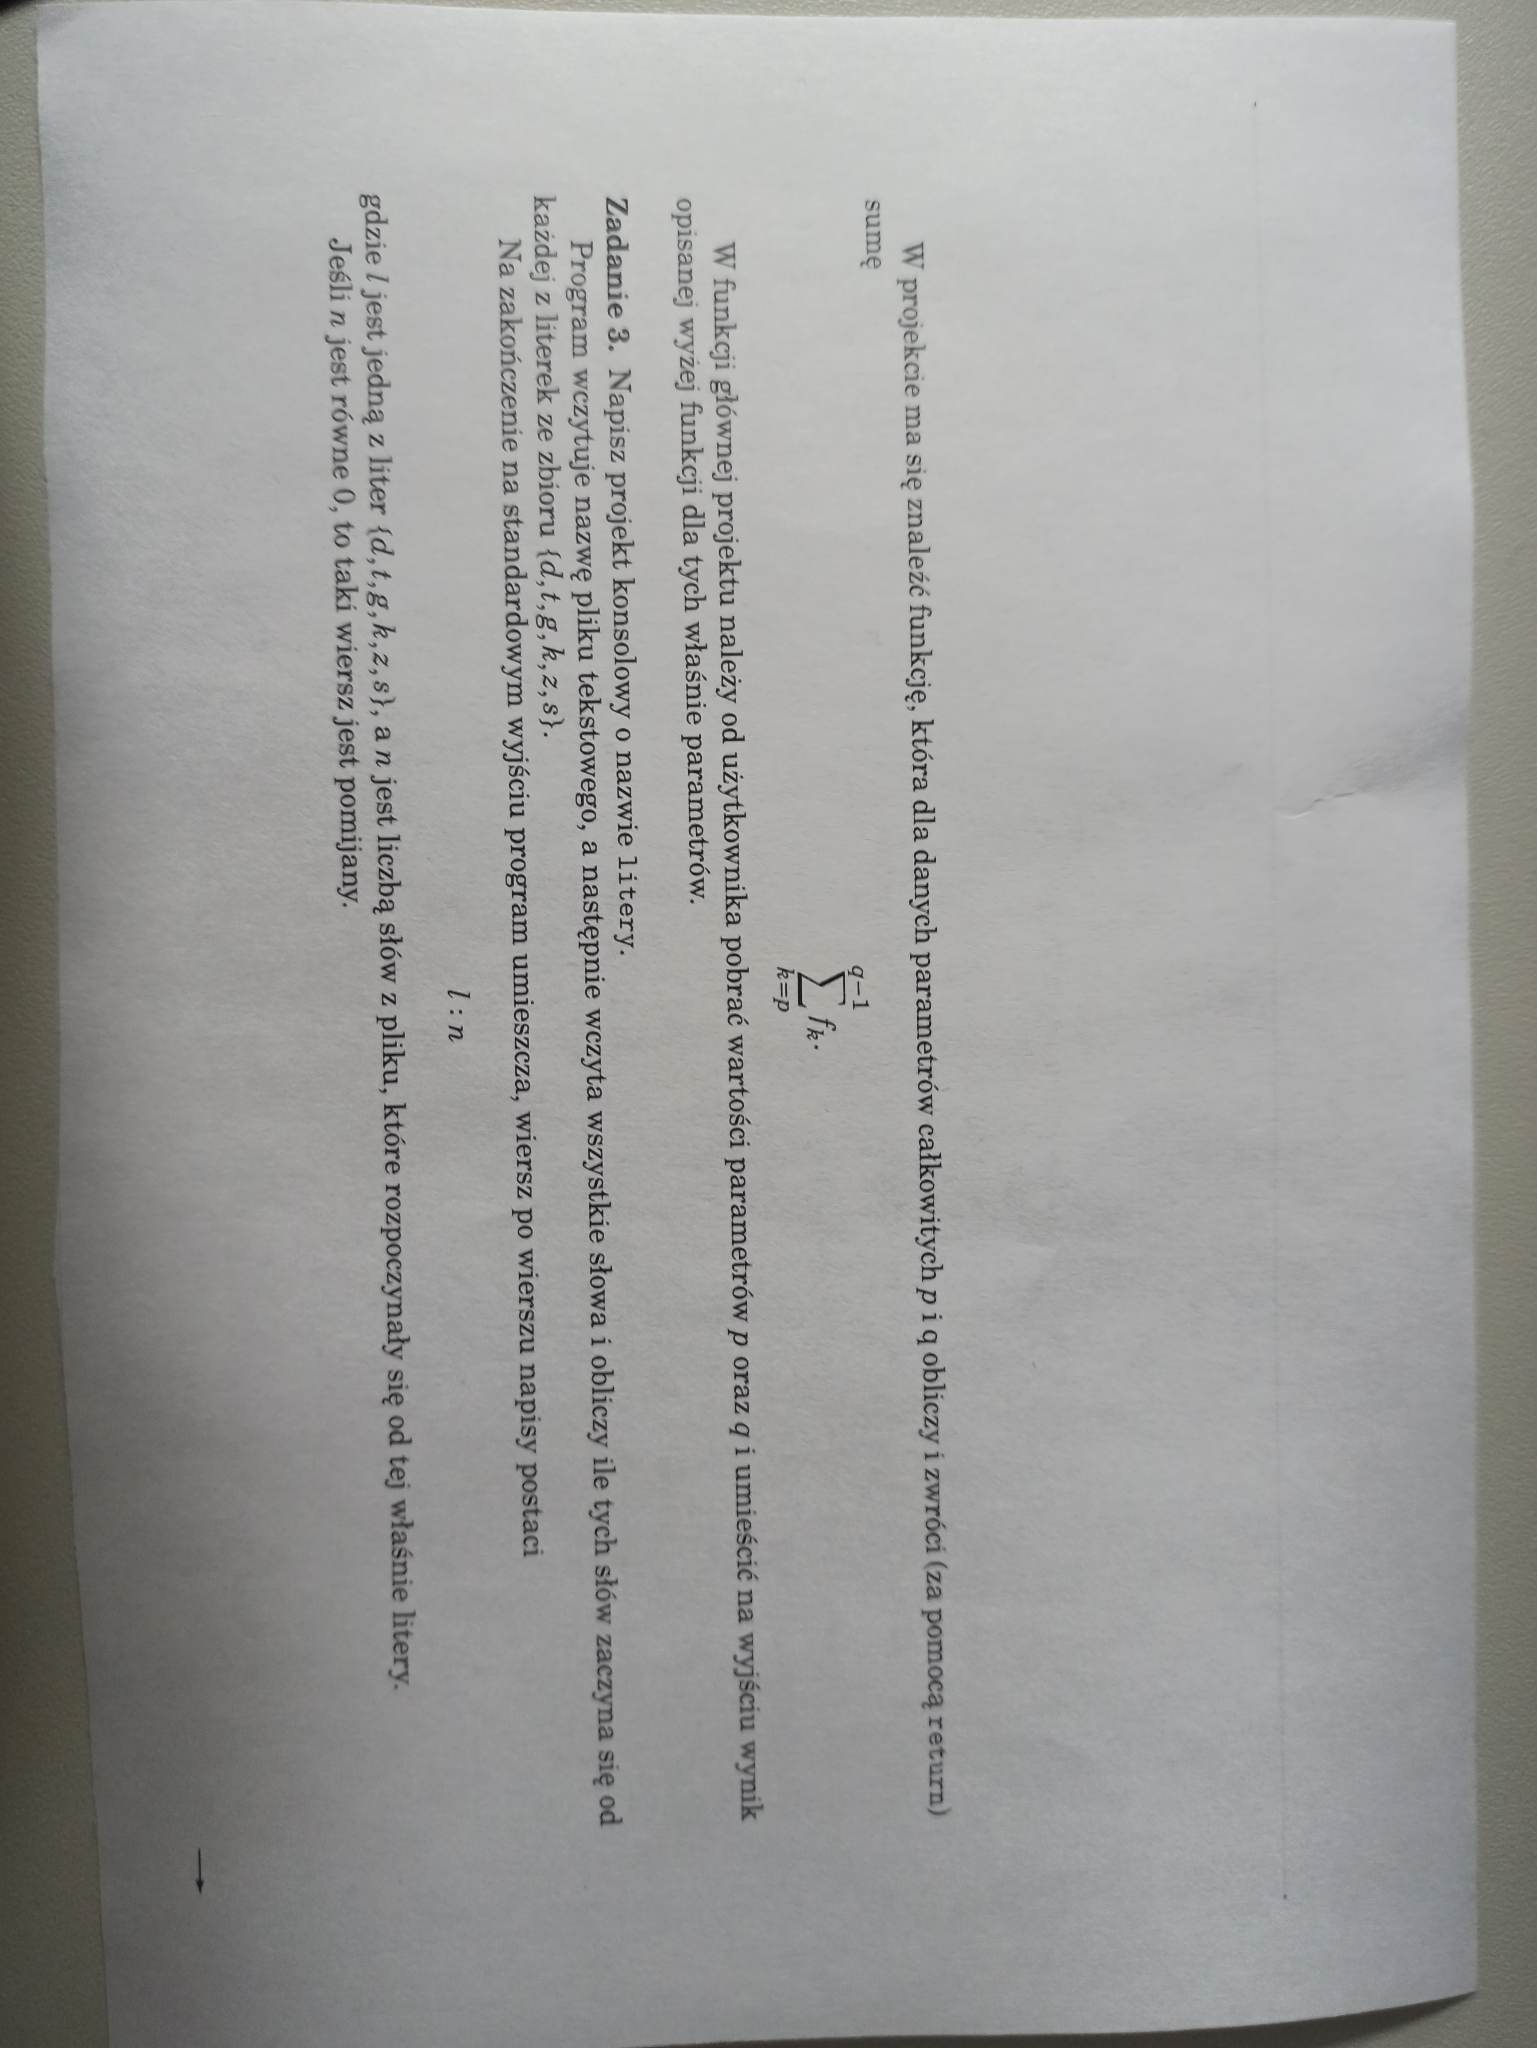 W projekcie ma się znaleźć funkcję, która dla danych parametrów całkowitych p i q obliczy i zwróci (za pomocą return)
sumę
q−1
∑ fₖ.
k=p
W funkcji głównej projektu należy od użytkownika pobrać wartości parametrów p oraz q i umieścić na wyjściu wynik
opisanej wyżej funkcji dla tych właśnie parametrów.
Zadanie 3. Napisz projekt konsolowy o nazwie litery.
Program wczytuje nazwę pliku tekstowego, a następnie wczyta wszystkie słowa i obliczy ile tych słów zaczyna się od
każdej z literek ze zbioru {d,t,g,k,z,s}.
Na zakończenie na standardowym wyjściu program umieszcza, wiersz po wierszu napisy postaci
l : n
gdzie l jest jedną z liter {d,t,g,k,z,s}, a n jest liczbą słów z pliku, które rozpoczynały się od tej właśnie litery.
Jeśli n jest równe 0, to taki wiersz jest pomijany.
→